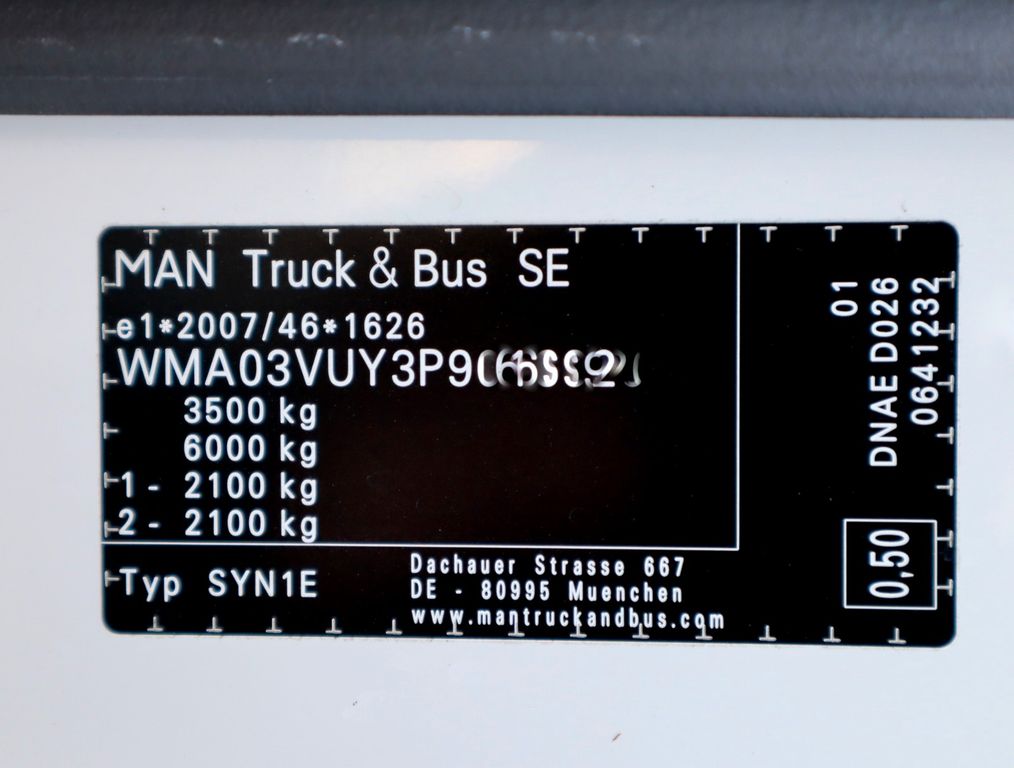 MAN Truck & Bus SE
e1*2007/46*1626
3500 kg
6000 kg
1 - 2100 kg
2 - 2100 kg
Typ SYN1E
Dachauer Strasse 667
DE - 80995 Muenchen
www.mantruckandbus.com
01
DNAE D026
0641232
0,50